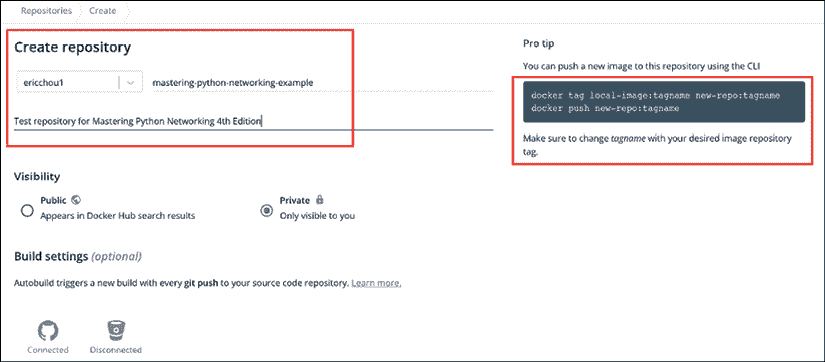 Repositories Create
Create repository
ericchou1 mastering-python-networking-example
Test repository for Mastering Python Networking 4th Edition
Visibility
Public
Appears in Docker Hub search results
Private
Only visible to you
Build settings (optional)
Autobuild triggers a new build with every git push to your source code repository. Learn more.
Connected Disconnected
Pro tip
You can push a new image to this repository using the CLI
docker tag local-image:tagname new-repo:tagname
docker push new-repo:tagname
Make sure to change tagname with your desired image repository
tag.